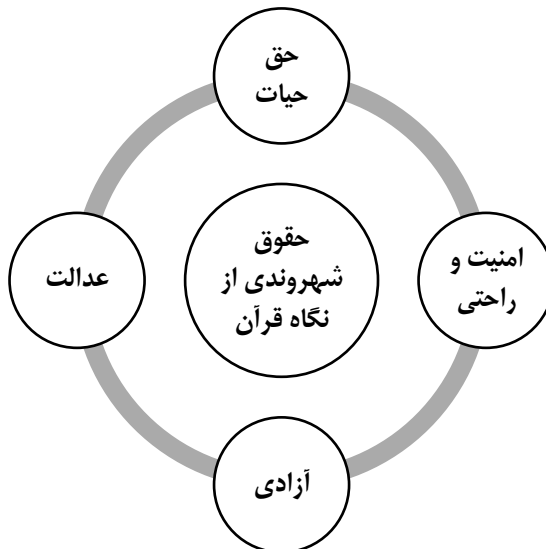 حق
حیات
امنیت و
راحتی
حقوق
شهروندی از
نگاه قرآن
عدالت
آزادی